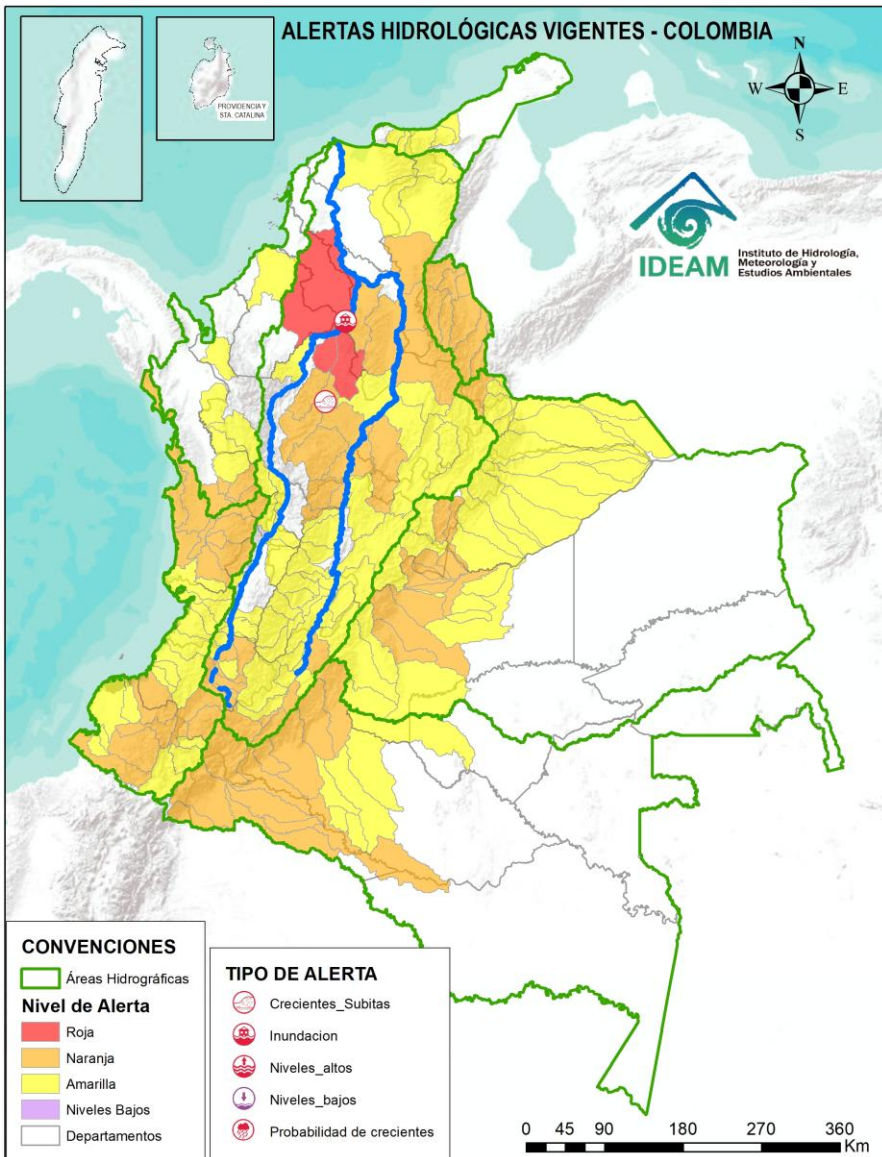 ALERTAS HIDROLÓGICAS VIGENTES - COLOMBIA
PROVIDENCIA Y
STA. CATALINA
N
W E
S
IDEAM
Instituto de Hidrología,
Meteorología y
Estudios Ambientales
CONVENCIONES
Áreas Hidrográficas
Nivel de Alerta
Roja
Naranja
Amarilla
Niveles Bajos
Departamentos
TIPO DE ALERTA
Crecientes_Subitas
Inundacion
Niveles_altos
Niveles_bajos
Probabilidad de crecientes
0 45 90 180 270 360
Km